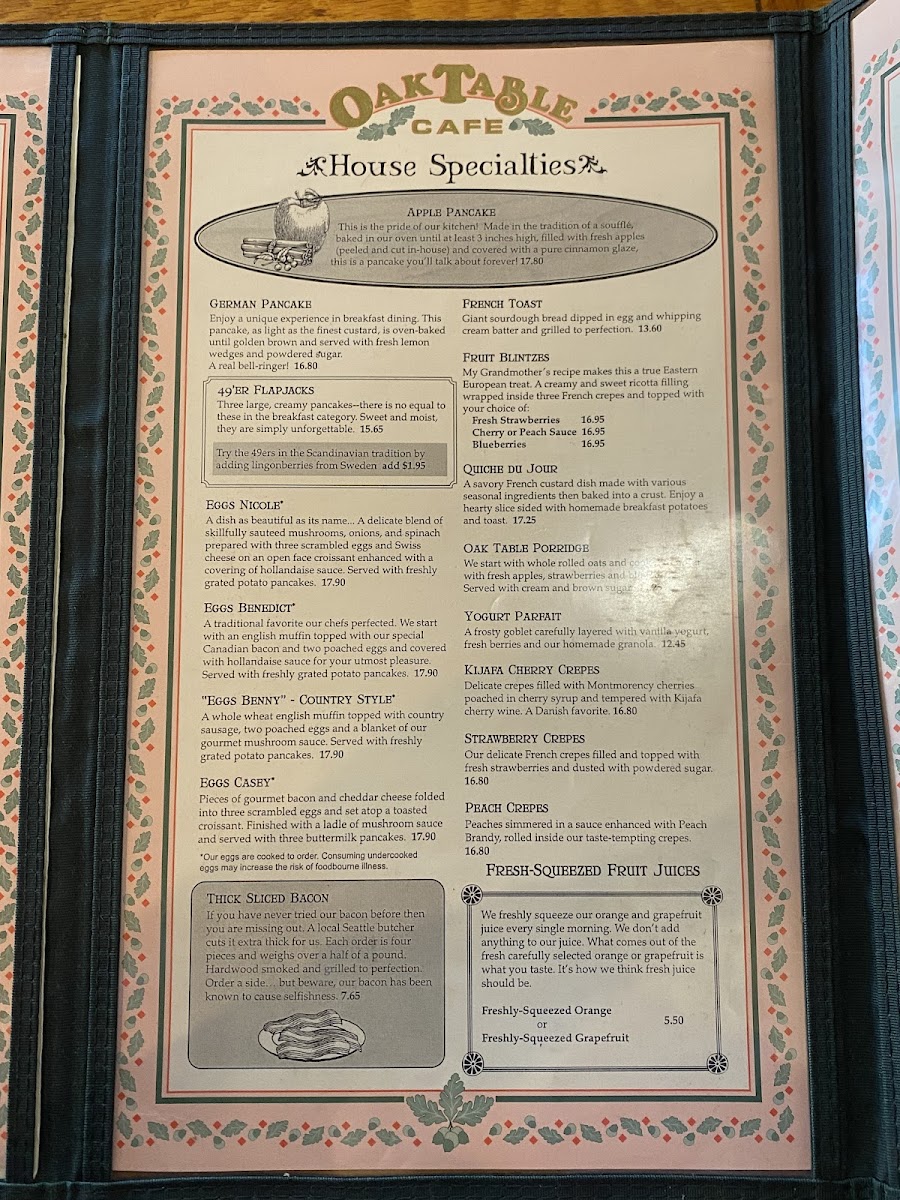 OAK TABLE
CAFE
House Specialties
APPLE PANCAKE
This is the pride of our kitchen! Made in the tradition of a soufflé,
baked in our oven until at least 3 inches high, filled with fresh apples
(peeled and cut in-house) and covered with a pure cinnamon glaze,
this is a pancake you'll talk about forever! 17.80
GERMAN PANCAKE
Enjoy a unique experience in breakfast dining. This
pancake, as light as the finest custard, is oven-baked
until golden brown and served with fresh lemon
wedges and powdered sugar.
A real bell-ringer! 16.80
49'ER FLAPJACKS
Three large, creamy pancakes--there is no equal to
these in the breakfast category. Sweet and moist,
they are simply unforgettable. 15.65
Try the 49ers in the Scandinavian tradition by
adding lingonberries from Sweden add $1.95
EGGS NICOLE*
A dish as beautiful as its name... A delicate blend of
skillfully sauteed mushrooms, onions, and spinach
prepared with three scrambled eggs and Swiss
cheese on an open face croissant enhanced with a
covering of hollandaise sauce. Served with freshly
grated potato pancakes. 17.90
EGGS BENEDICT*
A traditional favorite our chefs perfected. We start
with an english muffin topped with our special
Canadian bacon and two poached eggs and covered
with hollandaise sauce for your utmost pleasure.
Served with freshly grated potato pancakes. 17.90
"EGGS BENNY" - COUNTRY STYLE*
A whole wheat english muffin topped with country
sausage, two poached eggs and a blanket of our
gourmet mushroom sauce. Served with freshly
grated potato pancakes. 17.90
EGGS CASEY*
Pieces of gourmet bacon and cheddar cheese folded
into three scrambled eggs and set atop a toasted
croissant. Finished with a ladle of mushroom sauce
and served with three buttermilk pancakes. 17.90
*Our eggs are cooked to order. Consuming undercooked
eggs may increase the risk of foodbourne illness.
THICK SLICED BACON
If you have never tried our bacon before then
you are missing out. A local Seattle butcher
cuts it extra thick for us. Each order is four
pieces and weighs over a half of a pound.
Hardwood smoked and grilled to perfection.
Order a side... but beware, our bacon has been
known to cause selfishness. 7.65
FRENCH TOAST
Giant sourdough bread dipped in egg and whipping
cream batter and grilled to perfection. 13.60
FRUIT BLINTZES
My Grandmother's recipe makes this a true Eastern
European treat. A creamy and sweet ricotta filling
wrapped inside three French crepes and topped with
your choice of:
Fresh Strawberries 16.95
Cherry or Peach Sauce 16.95
Blueberries 16.95
QUICHE DU JOUR
A savory French custard dish made with various
seasonal ingredients then baked into a crust. Enjoy a
hearty slice sided with homemade breakfast potatoes
and toast. 17.25
OAK TABLE PORRIDGE
We start with whole rolled oats and
with fresh apples, strawberries and
Served with cream and brown sugar
YOGURT PARFAIT
A frosty goblet carefully layered with vanilla yogurt,
fresh berries and our homemade granola. 12.45
KIJAFA CHERRY CREPES
Delicate crepes filled with Montmorency cherries
poached in cherry syrup and tempered with Kijafa
cherry wine. A Danish favorite. 16.80
STRAWBERRY CREPES
Our delicate French crepes filled and topped with
fresh strawberries and dusted with powdered sugar.
16.80
PEACH CREPES
Peaches simmered in a sauce enhanced with Peach
Brandy, rolled inside our taste-tempting crepes.
16.80
FRESH-SQUEEZED FRUIT JUICES
We freshly squeeze our orange and grapefruit
juice every single morning. We don't add
anything to our juice. What comes out of the
fresh carefully selected orange or grapefruit is
what you taste. It's how we think fresh juice
should be.
Freshly-Squeezed Orange
or 5.50
Freshly-Squeezed Grapefruit